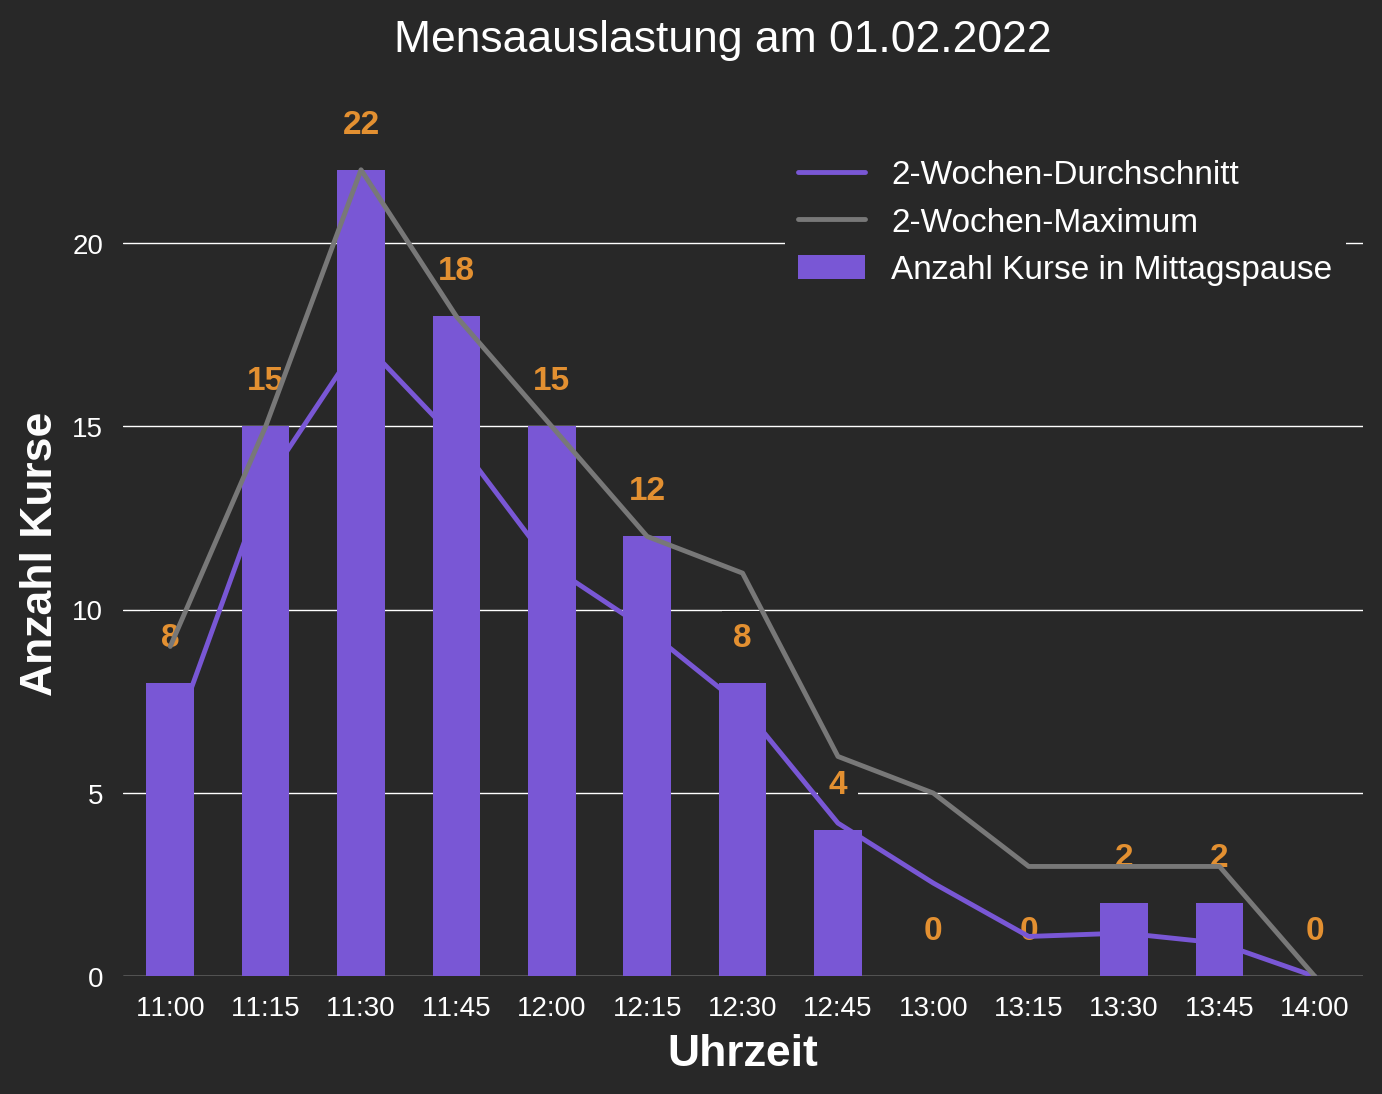 Mensaauslastung am 01.02.2022
22
2-Wochen-Durchschnitt
2-Wochen-Maximum
Anzahl Kurse in Mittagspause
20
18
15
15
15
12
10
8
8
5
4
2
2
0
0
0
0
Anzahl Kurse
11:00 11:15 11:30 11:45 12:00 12:15 12:30 12:45 13:00 13:15 13:30 13:45 14:00
Uhrzeit